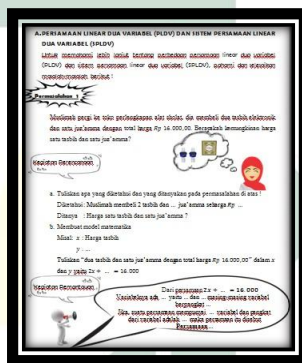 A.PERSAMAAN LINEAR DUA VARIABEL (PLDV) DAN SISTEM PERSAMAAN LINEAR
DUA VARIABEL (SPLDV)
Untuk memahami lebih lanjut tentang perbedaan persamaan linear dua variabel
(PLDV) dan sistem persamaan linear dua variabel (SPLDV), pahami dan selesaikan
masalah-masalah berikut !
Permasalahan 1
Muslimah pergi ke toko perlengkapan alat sholat, dia membeli dua tasbih elektronik
dan satu jus'amma dengan total harga Rp 16.000,00. Berapakah kemungkinan harga
satu tasbih dan satu jus'amma?
Kegiatan Perencanaan
a. Tuliskan apa yang diketahui dan yang ditanyakan pada permasalahan di atas !
Diketahui: Muslimah membeli 2 tasbih dan ... jus'amma seharga Rp ...
Ditanya : Harga satu tasbih dan satu jus'amma ?
b. Membuat model matematika
Misal: x : Harga tasbih
y : ...
Tuliskan "dua tasbih dan satu jus'amma dengan total harga Rp 16.000,00" dalam x
dan y yaitu 2x + ... = 16.000
Kegiatan Perencanaan
Dari persamaan 2x + ... = 16.000
Variabelnya ada ... yaitu .. dan ... masing-masing variabel
berpangkat ...
Jika suatu persamaan mempunyai ... variabel dan pangkat
dari variabel adalah ... maka persamaan itu disebut
Persamaan...